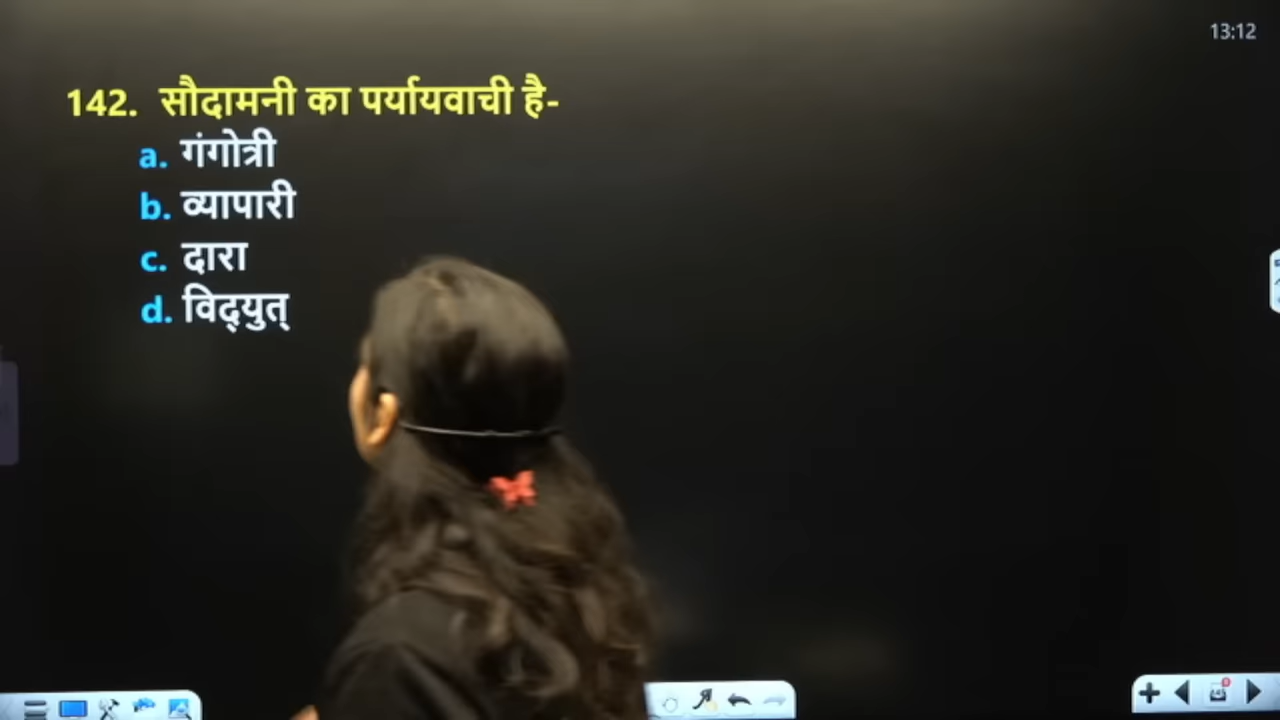 13:12
142. सौदामनी का पर्यायवाची है-
a. गंगोत्री
b. व्यापारी
c. दारा
d. विद्युत्